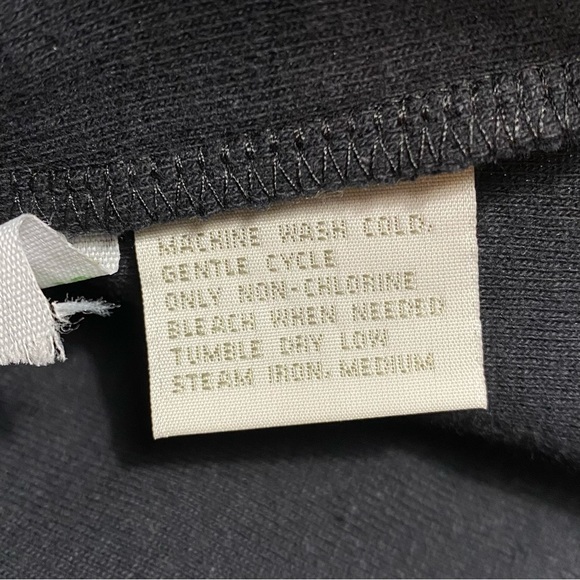 MACHINE WASH COLD,
GENTLE CYCLE
ONLY NON-CHLORINE
BLEACH WHEN NEEDED
TUMBLE DRY LOW
STEAM IRON-MEDIUM